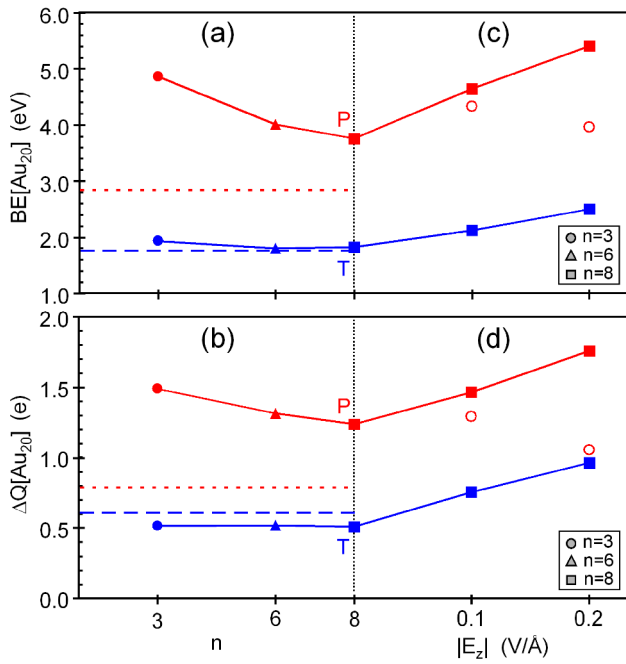 (a)
(c)
BE[Au20] (eV)
6.0
5.0
4.0
3.0
2.0
1.0
P
T
n=3
n=6
n=8
(b)
(d)
ΔQ[Au20] (e)
2.0
1.5
1.0
0.5
0.0
P
T
n=3
n=6
n=8
3
6
8
0.1
0.2
n
|Ez| (V/Å)